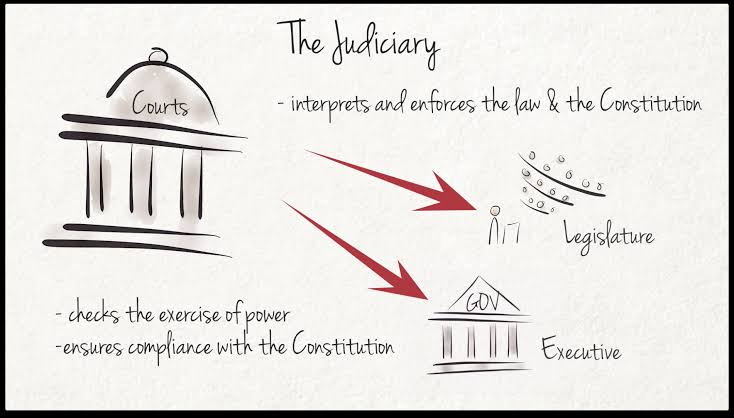 The Judiciary
Courts
- interprets and enforces the law & the Constitution
Legislature
- checks the exercise of power
-ensures compliance with the Constitution
GOV
Executive